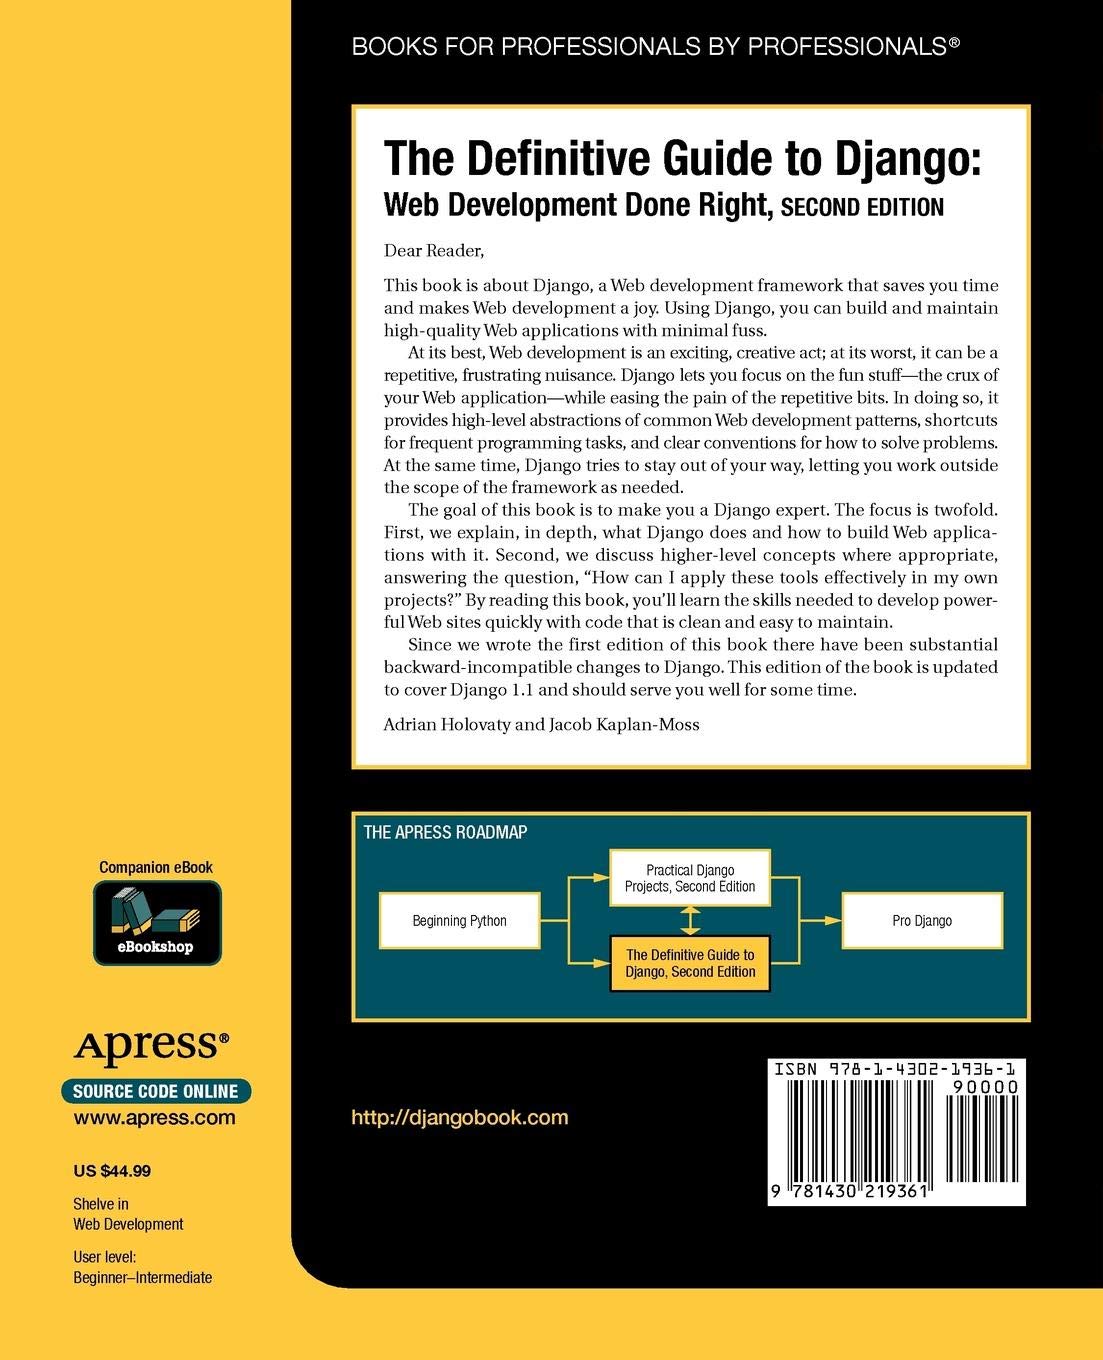 BOOKS FOR PROFESSIONALS BY PROFESSIONALS®
The Definitive Guide to Django:
Web Development Done Right, SECOND EDITION
Dear Reader,
This book is about Django, a Web development framework that saves you time
and makes Web development a joy. Using Django, you can build and maintain
high-quality Web applications with minimal fuss.
At its best, Web development is an exciting, creative act; at its worst, it can be a
repetitive, frustrating nuisance. Django lets you focus on the fun stuff—the crux of
your Web application—while easing the pain of the repetitive bits. In doing so, it
provides high-level abstractions of common Web development patterns, shortcuts
for frequent programming tasks, and clear conventions for how to solve problems.
At the same time, Django tries to stay out of your way, letting you work outside
the scope of the framework as needed.
The goal of this book is to make you a Django expert. The focus is twofold.
First, we explain, in depth, what Django does and how to build Web applica-
tions with it. Second, we discuss higher-level concepts where appropriate,
answering the question, “How can I apply these tools effectively in my own
projects?” By reading this book, you’ll learn the skills needed to develop power-
ful Web sites quickly with code that is clean and easy to maintain.
Since we wrote the first edition of this book there have been substantial
backward-incompatible changes to Django. This edition of the book is updated
to cover Django 1.1 and should serve you well for some time.
Adrian Holovaty and Jacob Kaplan-Moss
THE APRESS ROADMAP
Beginning Python
Practical Django
Projects, Second Edition
The Definitive Guide to
Django, Second Edition
Pro Django
Companion eBook
eBookshop
Apress®
SOURCE CODE ONLINE
www.apress.com
US $44.99
Shelve in
Web Development
User level:
Beginner–Intermediate
http://djangobook.com
ISBN 978-1-4302-1936-1
90000
9 781430 219361